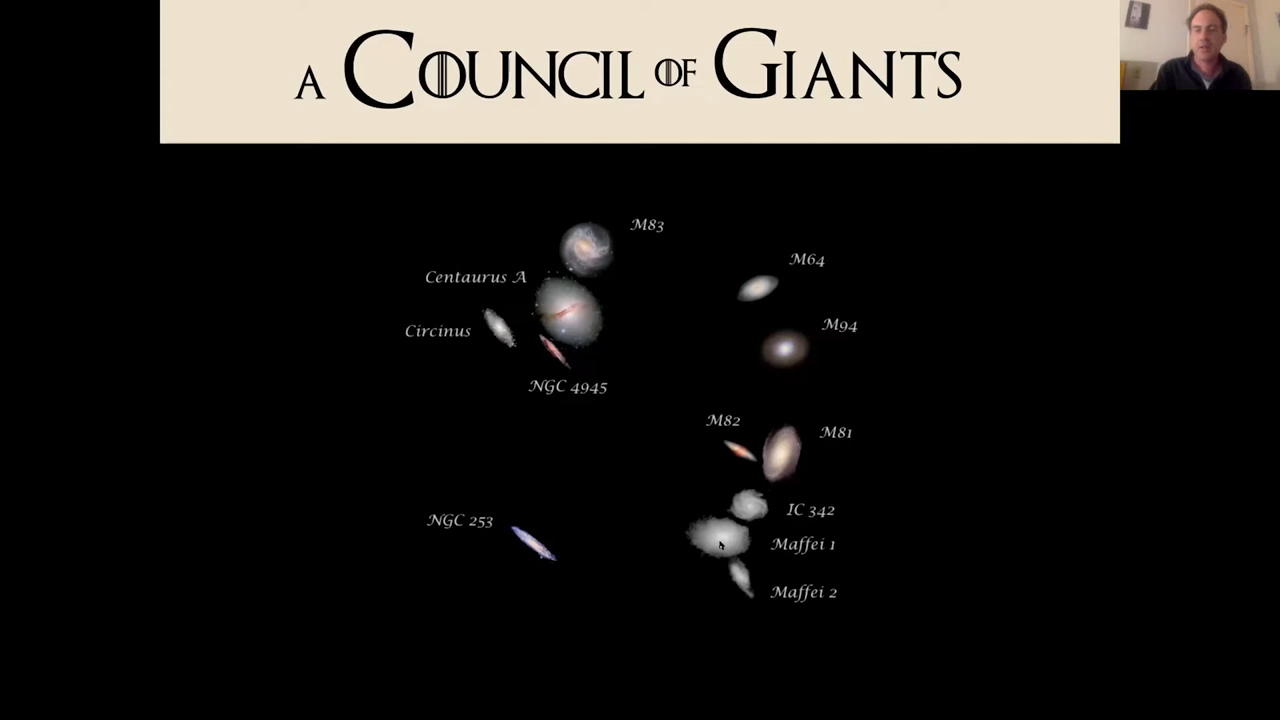 A COUNCIL OF GIANTS
M83
M64
Centaurus A
Circinus
M94
NGC 4945
M82
M81
NGC 253
IC 342
Maffei 1
Maffei 2